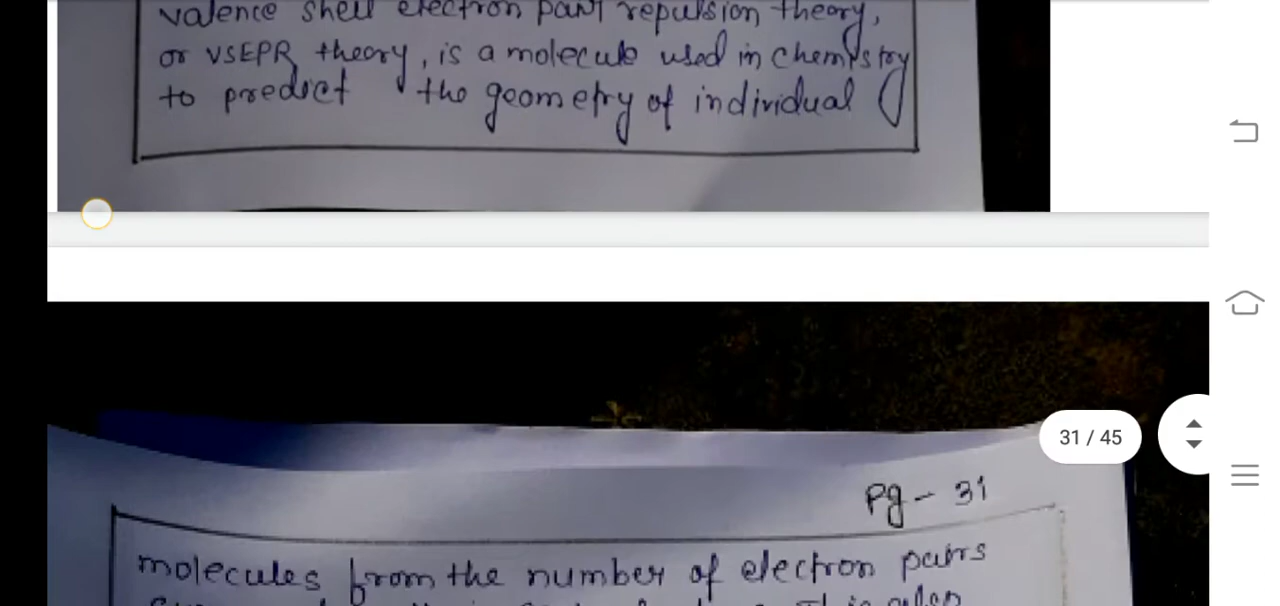 valence shell electron pair repulsion theory,
or VSEPR theory, is a molecule used in chemistry
to predict the geometry of individual
31 / 45
Pg - 31
molecules from the number of electron pairs